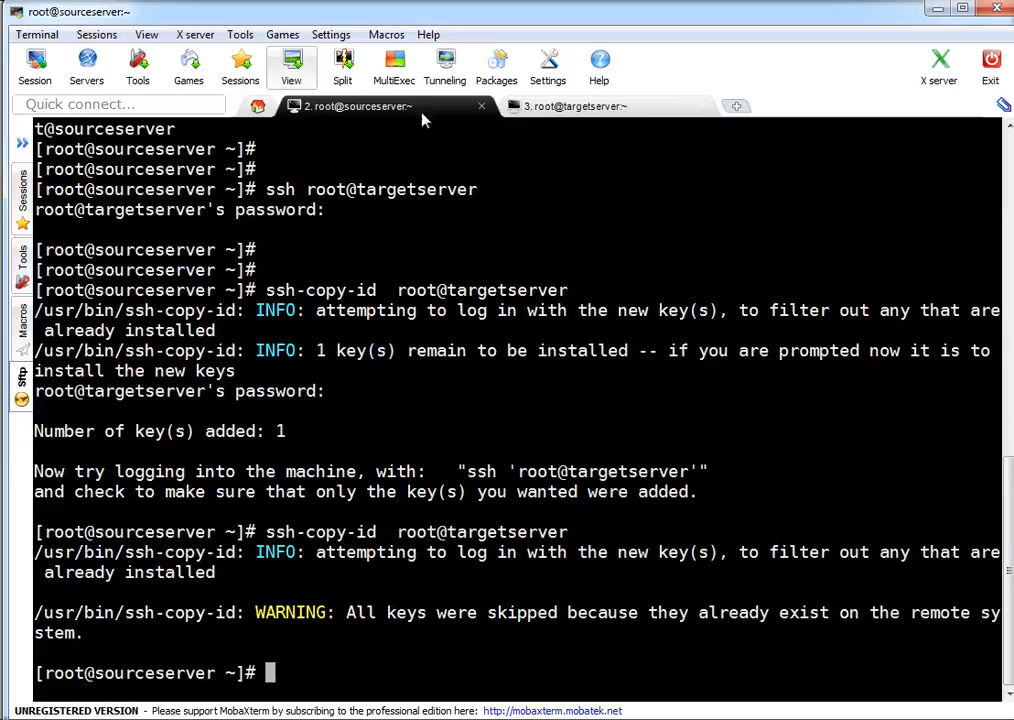 root@sourceserver:~
Terminal Sessions View X server Tools Games Settings Macros Help
Session Servers Tools Games Sessions View Split MultiExec Tunneling Packages Settings Help X server Exit
Quick connect...
2. root@sourceserver:~
3. root@targetserver:~
Sessions
Tools
Macros
Sftp
t@sourceserver
[root@sourceserver ~]#
[root@sourceserver ~]#
[root@sourceserver ~]# ssh root@targetserver
root@targetserver's password:
[root@sourceserver ~]#
[root@sourceserver ~]#
[root@sourceserver ~]# ssh-copy-id  root@targetserver
/usr/bin/ssh-copy-id: INFO: attempting to log in with the new key(s), to filter out any that are
already installed
/usr/bin/ssh-copy-id: INFO: 1 key(s) remain to be installed -- if you are prompted now it is to
install the new keys
root@targetserver's password:
Number of key(s) added: 1
Now try logging into the machine, with:   "ssh 'root@targetserver'"
and check to make sure that only the key(s) you wanted were added.
[root@sourceserver ~]# ssh-copy-id  root@targetserver
/usr/bin/ssh-copy-id: INFO: attempting to log in with the new key(s), to filter out any that are
already installed
/usr/bin/ssh-copy-id: WARNING: All keys were skipped because they already exist on the remote sy
stem.
[root@sourceserver ~]#
UNREGISTERED VERSION - Please support MobaXterm by subscribing to the professional edition here: http://mobaxterm.mobatek.net